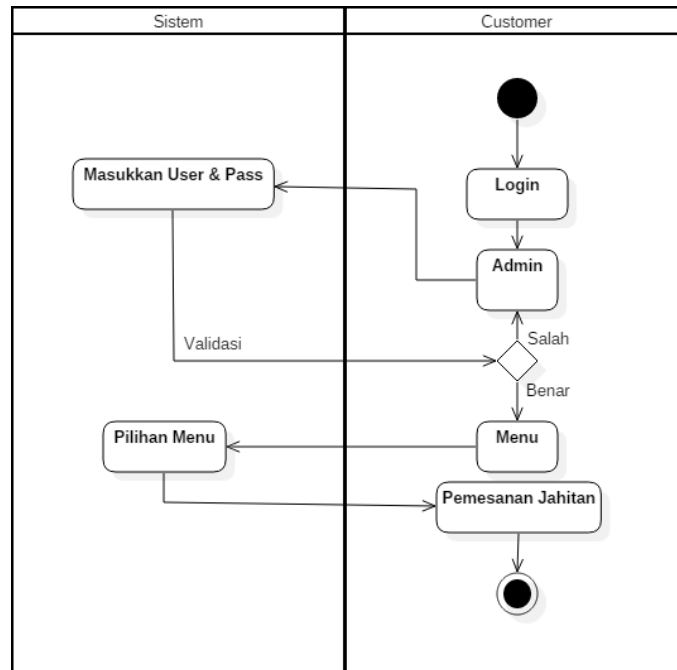 Sistem
Customer
Masukkan User & Pass
Login
Admin
Salah
Validasi
Benar
Pilihan Menu
Menu
Pemesanan Jahitan